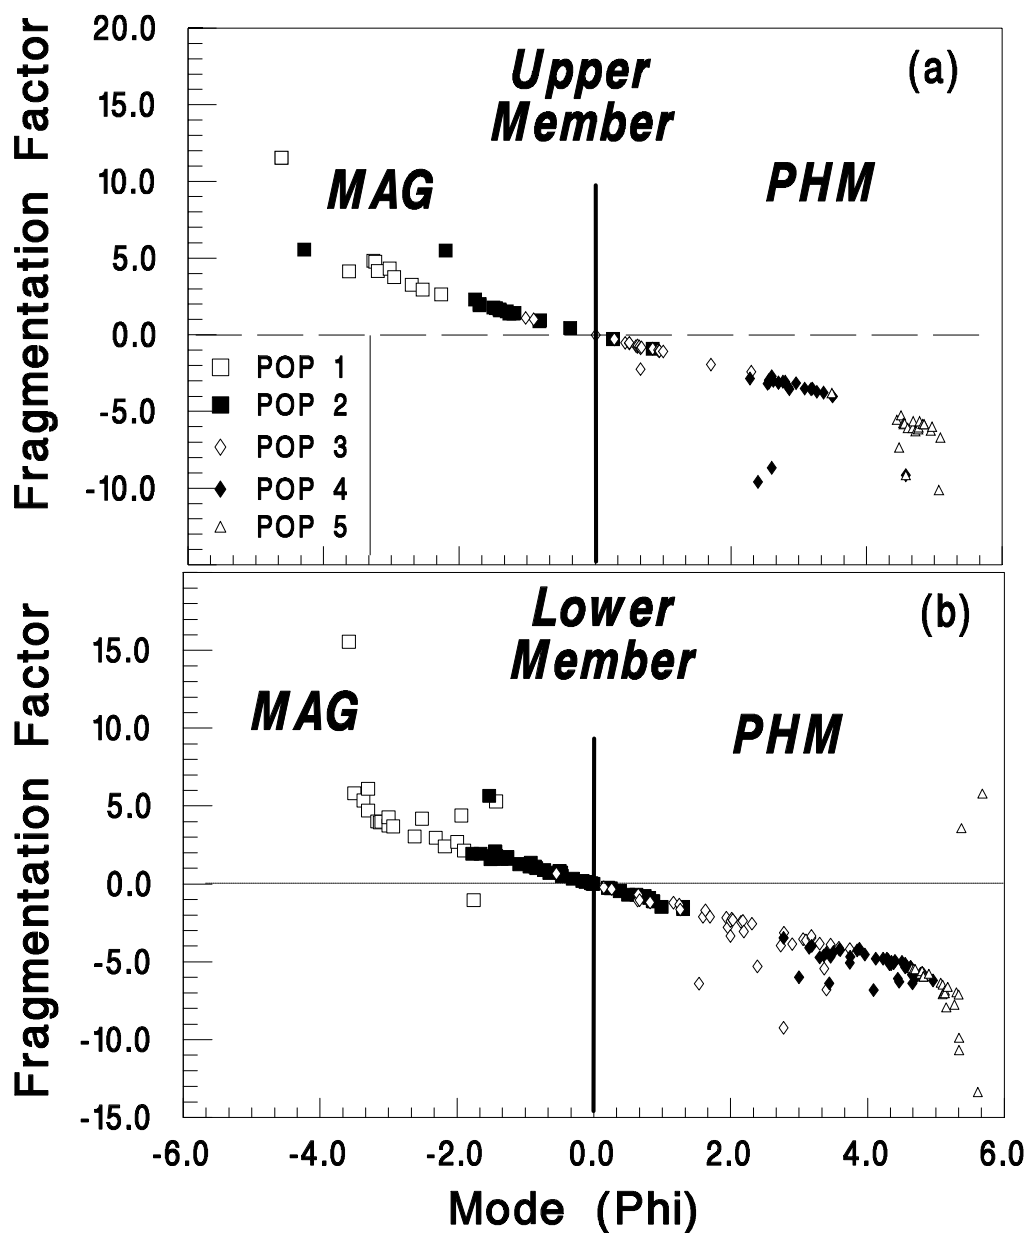 20.0
15.0
10.0
5.0
0.0
-5.0
-10.0
Fragmentation Factor
Upper
Member
(a)
MAG
PHM
POP 1
POP 2
POP 3
POP 4
POP 5
15.0
10.0
5.0
0.0
-5.0
-10.0
-15.0
Fragmentation Factor
Lower
Member
(b)
MAG
PHM
-6.0
-4.0
-2.0
0.0
2.0
4.0
6.0
Mode (Phi)